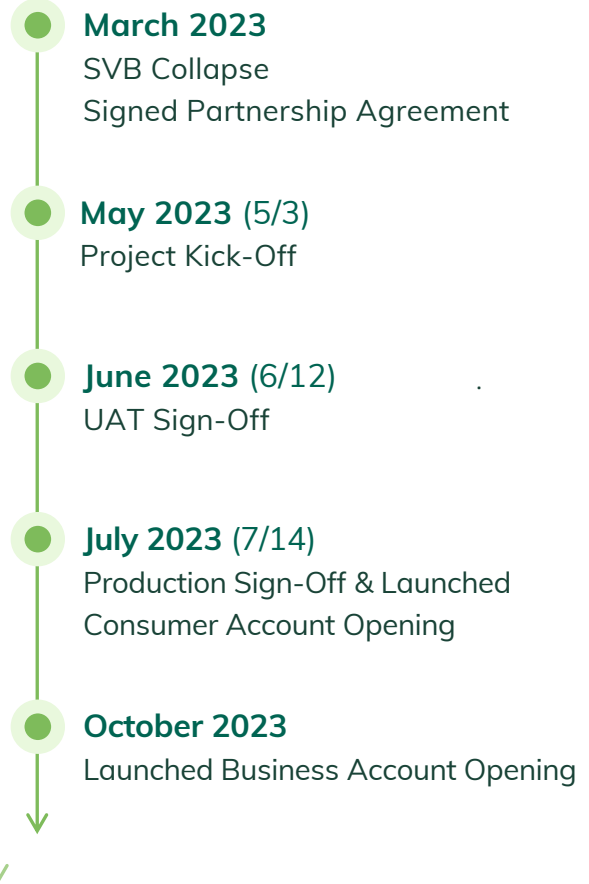 March 2023
SVB Collapse
Signed Partnership Agreement
May 2023 (5/3)
Project Kick-Off
June 2023 (6/12)
.
UAT Sign-Off
July 2023 (7/14)
Production Sign-Off & Launched
Consumer Account Opening
October 2023
Launched Business Account Opening